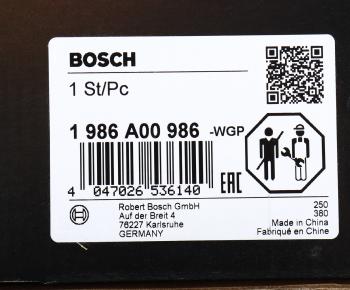 BOSCH
1 St/Pc
1 986 A00 986 -WGP
4 047026 536140
EAC
Robert Bosch GmbH
Auf der Breit 4
76227 Karlsruhe
GERMANY
250
380
Made in China
Fabriqué en Chine